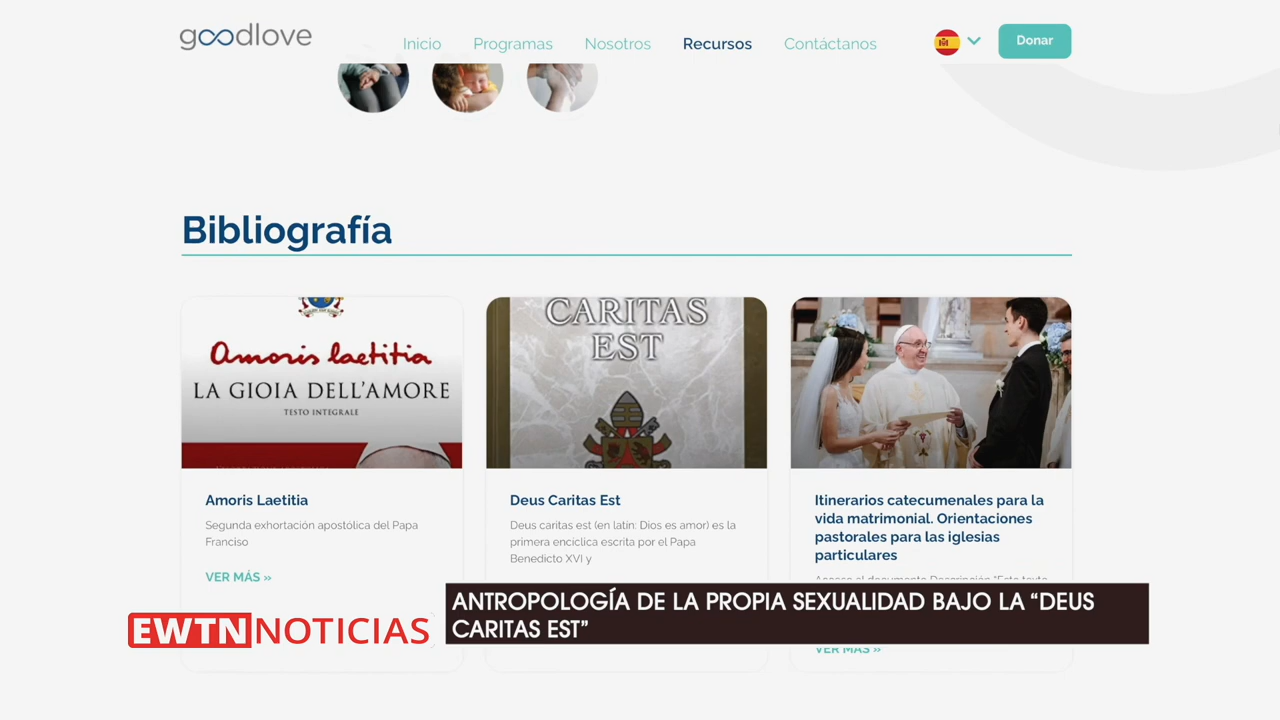 goodlove
Inicio
Programas
Nosotros
Recursos
Contáctanos
Donar
Bibliografía
Amoris laetitia
LA GIOIA DELL'AMORE
TESTO INTEGRALE
CARITAS
EST
Amoris Laetitia
Segunda exhortación apostólica del Papa
Franciso
VER MÁS »
Deus Caritas Est
Deus caritas est (en latín: Dios es amor) es la
primera encíclica escrita por el Papa
Benedicto XVI y
Itinerarios catecumenales para la
vida matrimonial. Orientaciones
pastorales para las iglesias
particulares
VER MÁS »
ANTROPOLOGÍA DE LA PROPIA SEXUALIDAD BAJO LA “DEUS
CARITAS EST”
EWTN NOTICIAS